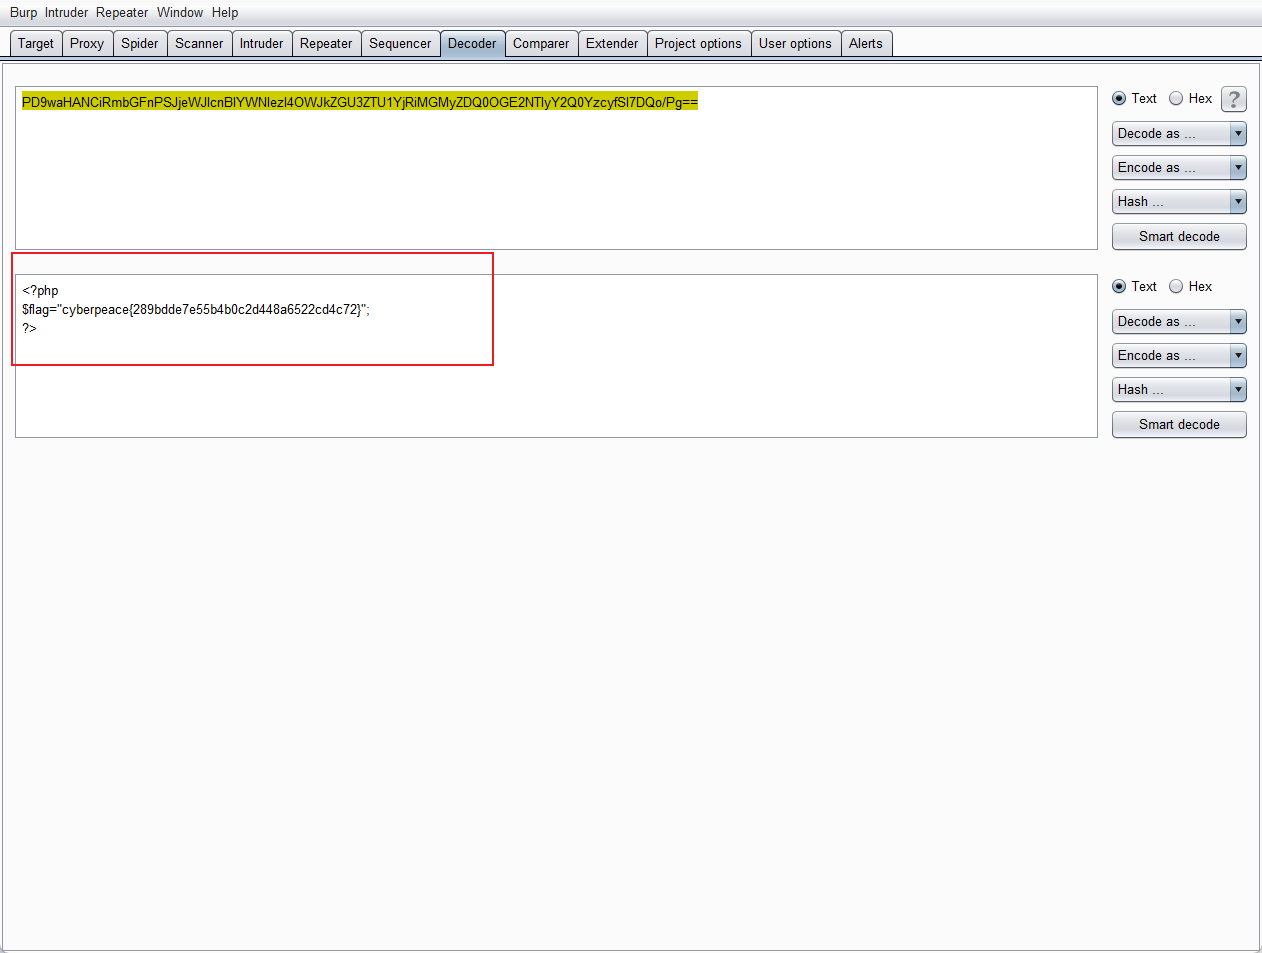 Burp Intruder Repeater Window Help
Target Proxy Spider Scanner Intruder Repeater Sequencer Decoder Comparer Extender Project options User options Alerts
PD9waHANCiRmbGFnPSJjeWJlcnBlYWNlezI4OWJkZGU3ZTU1YjRiMGMyZDQ0OGE2NTIyY2Q0YzcyfSI7DQo/Pg==
Text Hex ?
Decode as ...
Encode as ...
Hash ...
Smart decode
<?php
$flag="cyberpeace{289bdde7e55b4b0c2d448a6522cd4c72}";
?>
Text Hex
Decode as ...
Encode as ...
Hash ...
Smart decode